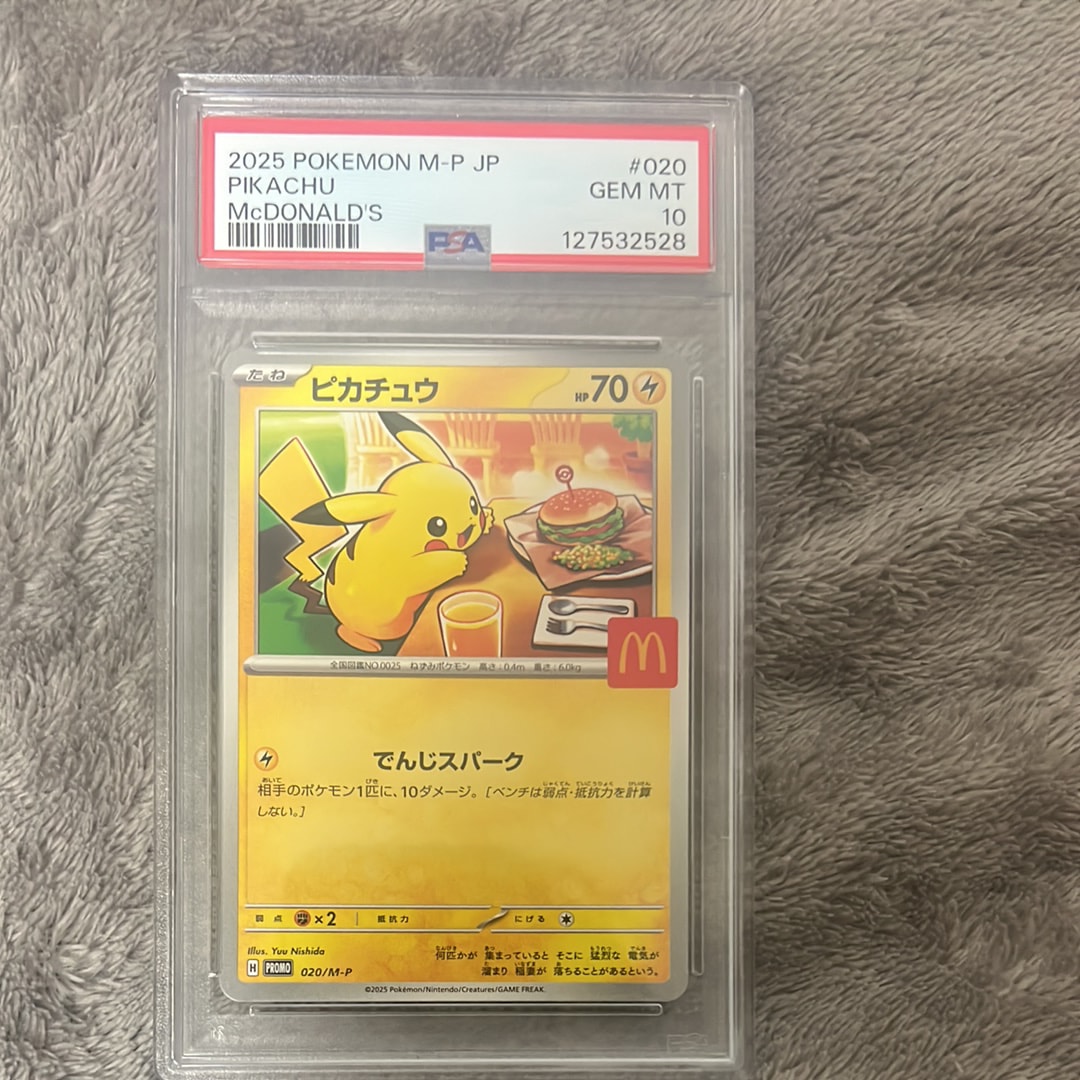 2025 POKEMON M-P JP #020
PIKACHU GEM MT
McDONALD'S 10
PSA 127532528
たね ピカチュウ HP70
全国図鑑NO.0025 ねずみポケモン 高さ:0.4m 重さ:6.0kg
でんじスパーク
相手のポケモン1匹に、10ダメージ。[ベンチは弱点・抵抗力を計算
しない。]
弱点 ×2 抵抗力 にげる
Illus. Yuu Nishida
何匹かが 集まっていると そこに 猛烈な 電気が
溜まり 稲妻が 落ちることがあるという。
H PROMO 020/M-P
©2025 Pokémon/Nintendo/Creatures/GAME FREAK.